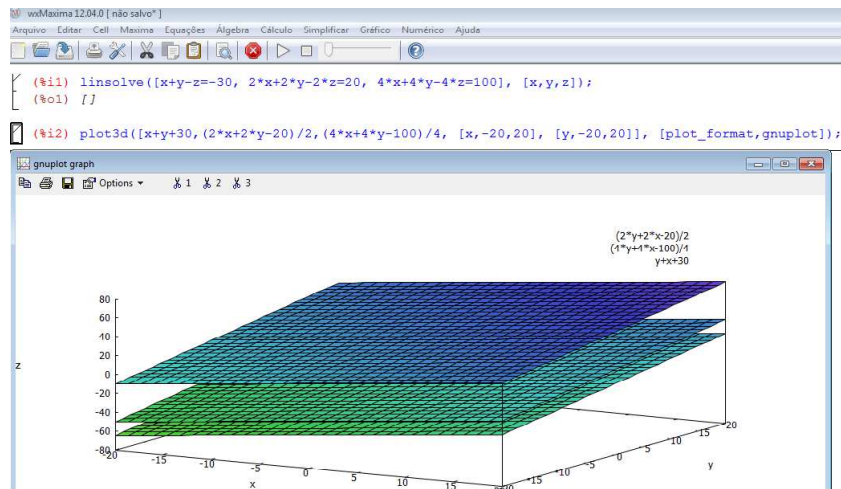 wxMaxima 12.04.0 [ não salvo* ]
Arquivo Editar Cell Maxima Equações Álgebra Cálculo Simplificar Gráfico Numérico Ajuda
(%i1) linsolve([x+y-z=-30, 2*x+2*y-2*z=20, 4*x+4*y-4*z=100], [x,y,z]);
(%o1) []
(%i2) plot3d([x+y+30,(2*x+2*y-20)/2,(4*x+4*y-100)/4, [x,-20,20], [y,-20,20]], [plot_format,gnuplot]);
gnuplot graph
Options 1 2 3
(2*y+2*x-20)/2
(4*y+4*x-100)/4
y+x+30
80
60
40
20
z
0
-20
-40
-60
-80
-20 -15 -10 -5 0 5 10 15
x
-15 -10 -5 0 5 10 15 20
y